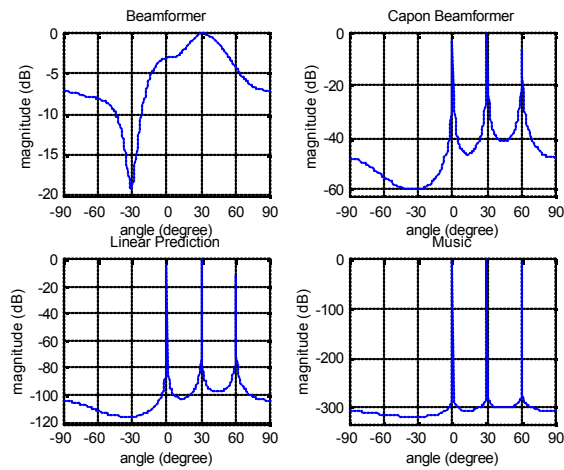 Beamformer
0
-5
-10
-15
-20
magnitude (dB)
-90 -60 -30 0 30 60 90
angle (degree)
Capon Beamformer
0
-20
-40
-60
magnitude (dB)
-90 -60 -30 0 30 60 90
angle (degree)
Linear Prediction
0
-20
-40
-60
-80
-100
-120
magnitude (dB)
-90 -60 -30 0 30 60 90
angle (degree)
Music
0
-100
-200
-300
magnitude (dB)
-90 -60 -30 0 30 60 90
angle (degree)